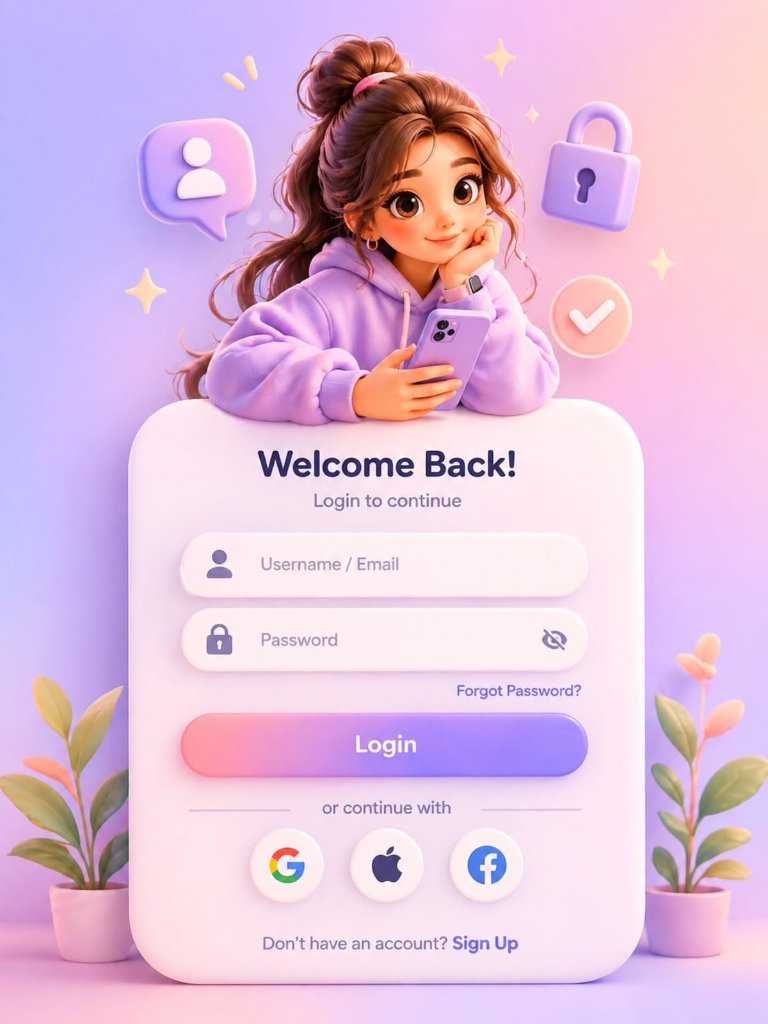 Welcome Back!
Login to continue
Username / Email
Password
Forgot Password?
Login
or continue with
Don't have an account? Sign Up